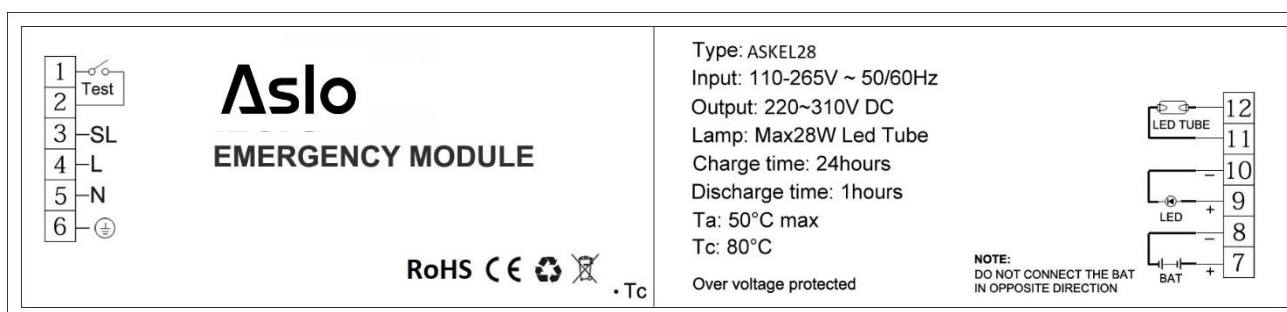 1
Test
2
3 SL
4 L
5 N
6
Aslo
EMERGENCY MODULE
RoHS CE
Tc
Type: ASKEL28
Input: 110-265V ~ 50/60Hz
Output: 220~310V DC
Lamp: Max28W Led Tube
Charge time: 24hours
Discharge time: 1hours
Ta: 50°C max
Tc: 80°C
Over voltage protected
NOTE:
DO NOT CONNECT THE BAT
IN OPPOSITE DIRECTION
12
LED TUBE
11
− 10
LED + 9
− 8
BAT + 7